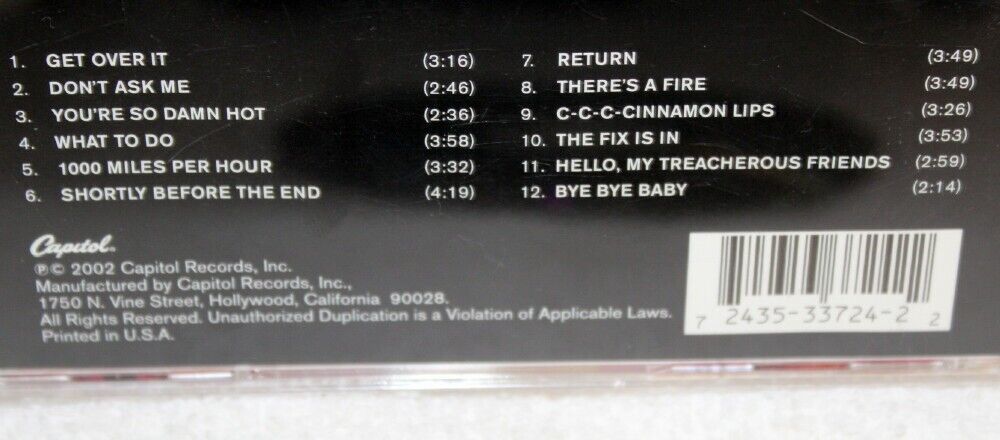 1. GET OVER IT (3:16)
2. DON'T ASK ME (2:46)
3. YOU'RE SO DAMN HOT (2:36)
4. WHAT TO DO (3:58)
5. 1000 MILES PER HOUR (3:32)
6. SHORTLY BEFORE THE END (4:19)
7. RETURN (3:49)
8. THERE'S A FIRE (3:49)
9. C-C-C-CINNAMON LIPS (3:26)
10. THE FIX IS IN (3:53)
11. HELLO, MY TREACHEROUS FRIENDS (2:59)
12. BYE BYE BABY (2:14)
Capitol®
℗© 2002 Capitol Records, Inc.
Manufactured by Capitol Records, Inc.,
1750 N. Vine Street, Hollywood, California 90028.
All Rights Reserved. Unauthorized Duplication is a Violation of Applicable Laws.
Printed in U.S.A.
7 2435-33724-2 2